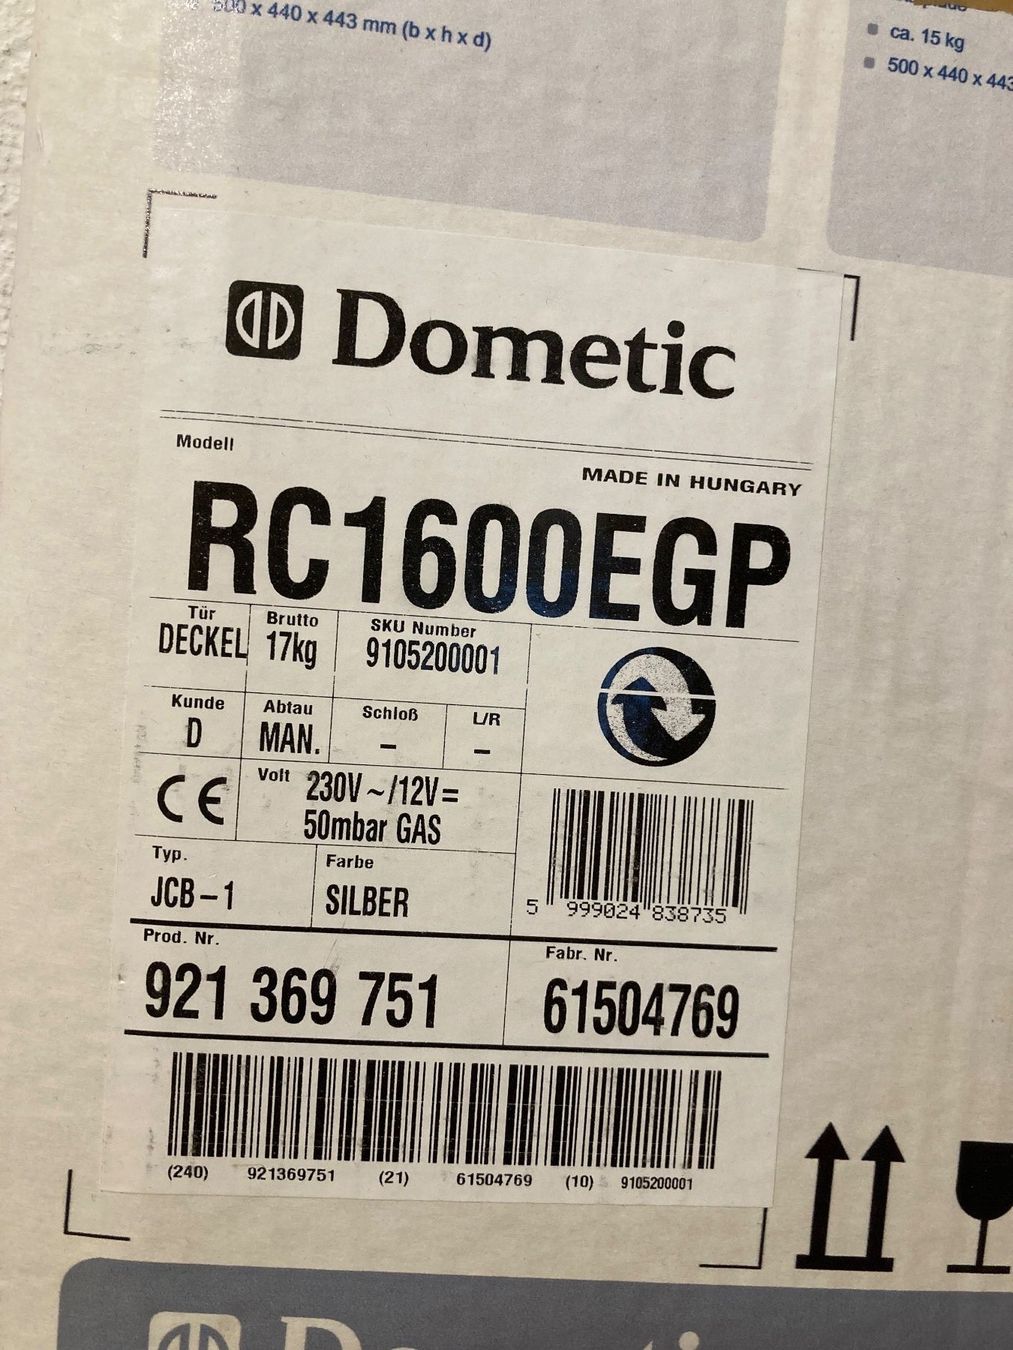 500 x 440 x 443 mm (b x h x d)
ca. 15 kg
500 x 440 x 443
Dometic
Modell
MADE IN HUNGARY
RC1600EGP
Tür
DECKEL
Brutto
17kg
SKU Number
9105200001
Kunde
D
Abtau
MAN.
Schloß
–
L/R
–
CE
Volt 230V~/12V=
50mbar GAS
Typ.
JCB–1
Farbe
SILBER
5 999024 838735
Prod. Nr.
921 369 751
Fabr. Nr.
61504769
(240) 921369751 (21) 61504769 (10) 9105200001
Dometic